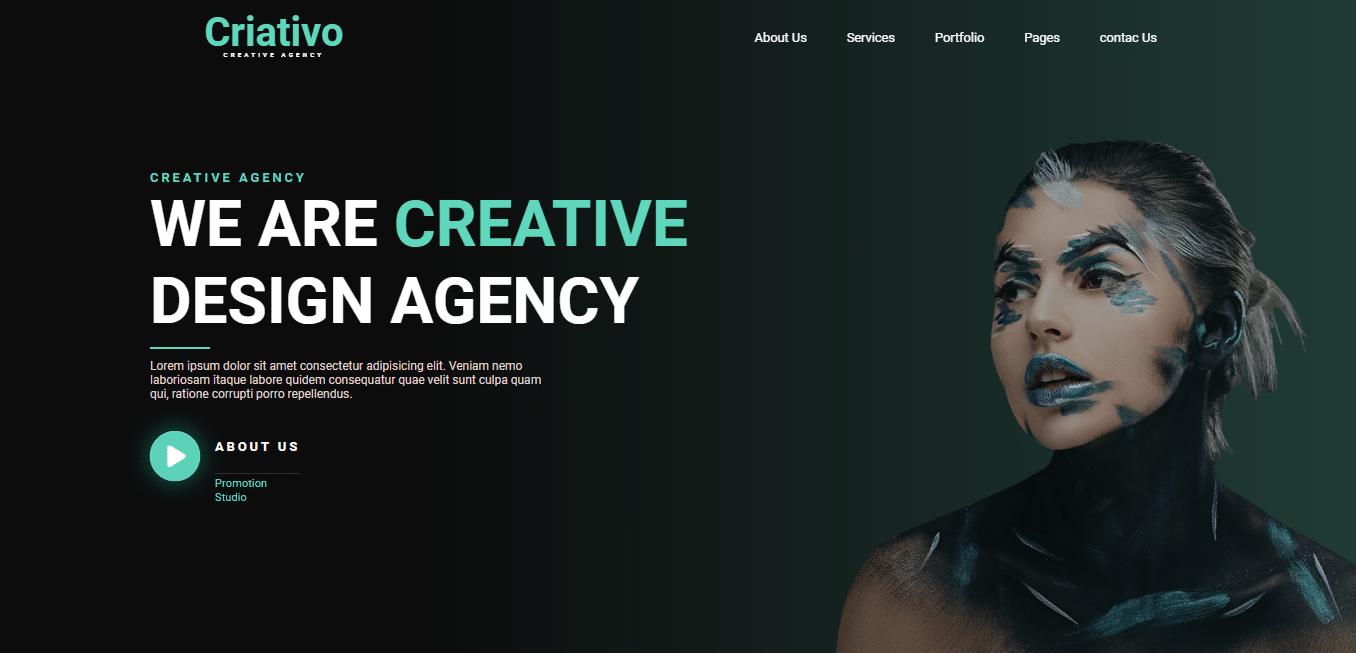 Criativo
CREATIVE AGENCY
About Us
Services
Portfolio
Pages
contac Us
CREATIVE AGENCY
WE ARE CREATIVE
DESIGN AGENCY
Lorem ipsum dolor sit amet consectetur adipisicing elit. Veniam nemo
laboriosam itaque labore quidem consequatur quae velit sunt culpa quam
qui, ratione corrupti porro repellendus.
ABOUT US
Promotion
Studio